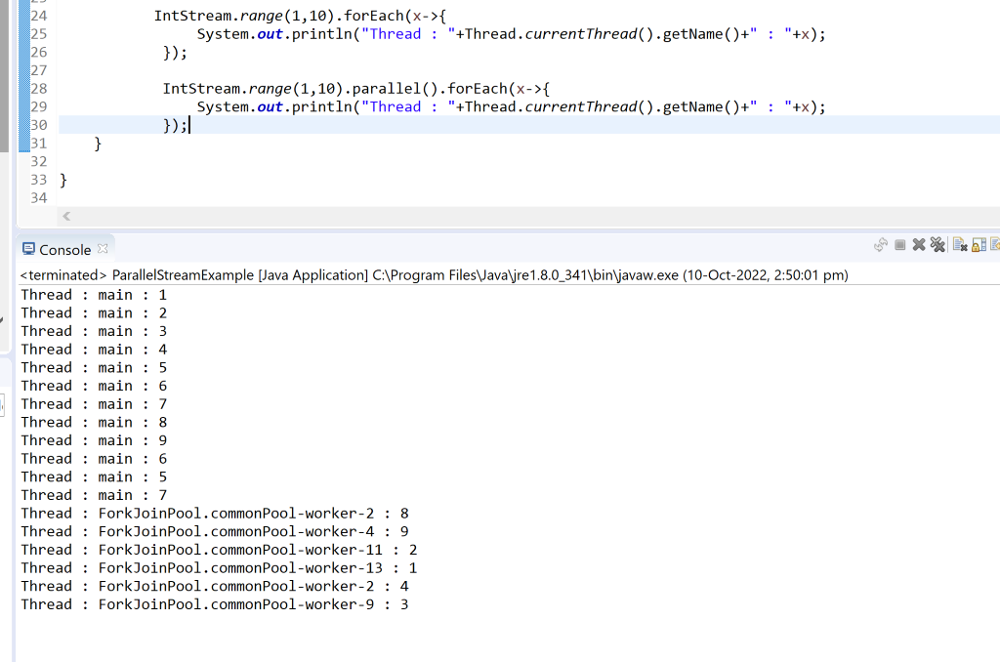 24 IntStream.range(1,10).forEach(x->{
25 System.out.println("Thread : "+Thread.currentThread().getName()+" : "+x);
26 });
27
28 IntStream.range(1,10).parallel().forEach(x->{
29 System.out.println("Thread : "+Thread.currentThread().getName()+" : "+x);
30 });
31 }
32
33 }
34
Console
<terminated> ParallelStreamExample [Java Application] C:\Program Files\Java\jre1.8.0_341\bin\javaw.exe (10-Oct-2022, 2:50:01 pm)
Thread : main : 1
Thread : main : 2
Thread : main : 3
Thread : main : 4
Thread : main : 5
Thread : main : 6
Thread : main : 7
Thread : main : 8
Thread : main : 9
Thread : main : 6
Thread : main : 5
Thread : main : 7
Thread : ForkJoinPool.commonPool-worker-2 : 8
Thread : ForkJoinPool.commonPool-worker-4 : 9
Thread : ForkJoinPool.commonPool-worker-11 : 2
Thread : ForkJoinPool.commonPool-worker-13 : 1
Thread : ForkJoinPool.commonPool-worker-2 : 4
Thread : ForkJoinPool.commonPool-worker-9 : 3